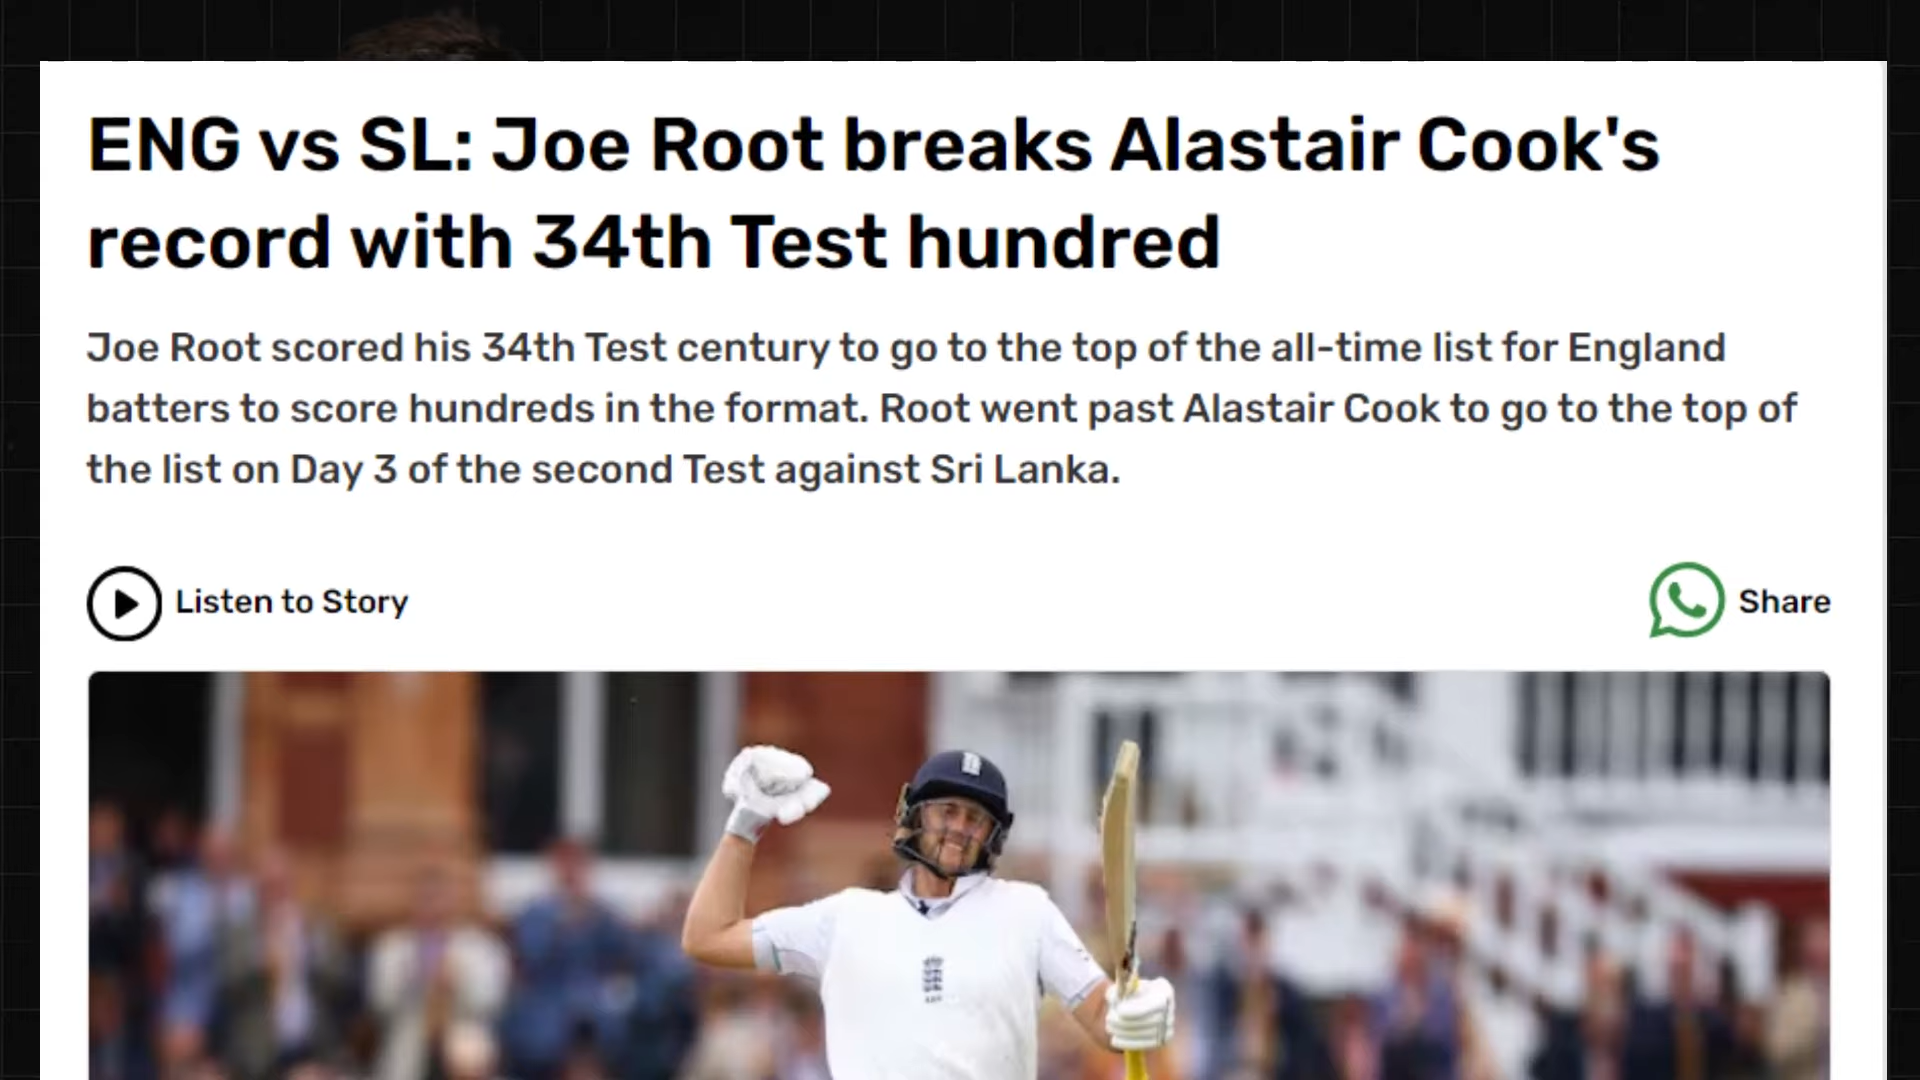 ENG vs SL: Joe Root breaks Alastair Cook's
record with 34th Test hundred
Joe Root scored his 34th Test century to go to the top of the all-time list for England
batters to score hundreds in the format. Root went past Alastair Cook to go to the top of
the list on Day 3 of the second Test against Sri Lanka.
Listen to Story
Share